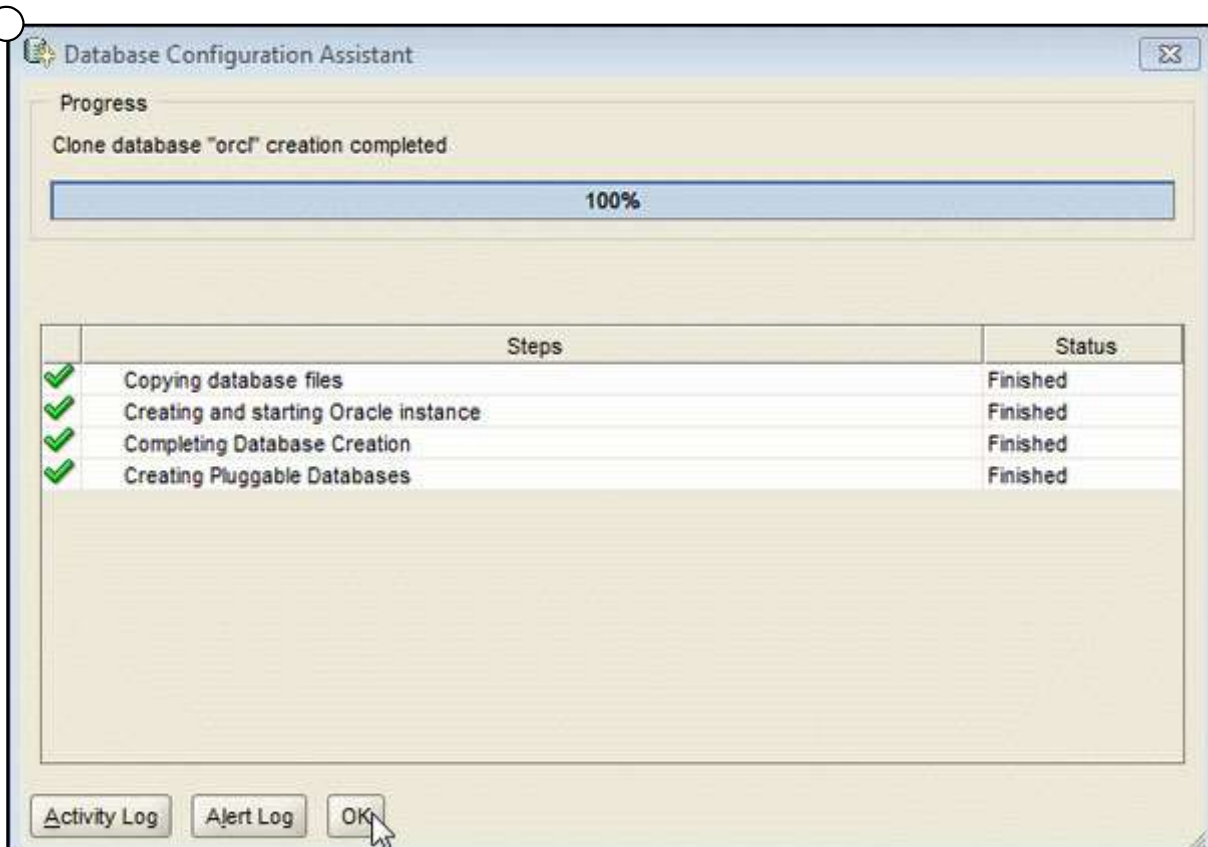 Database Configuration Assistant
Progress
Clone database "orcl" creation completed
100%
Steps Status
Copying database files Finished
Creating and starting Oracle instance Finished
Completing Database Creation Finished
Creating Pluggable Databases Finished
Activity Log Alert Log OK